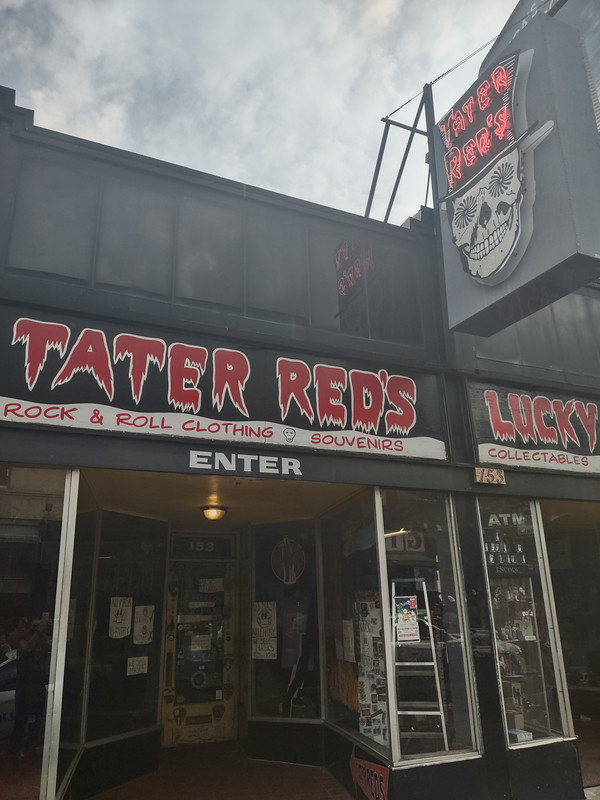 TATER
RED'S
TATER RED'S
ROCK & ROLL CLOTHING SOUVENIRS
LUCKY
COLLECTABLES
ENTER
153
153
ATM